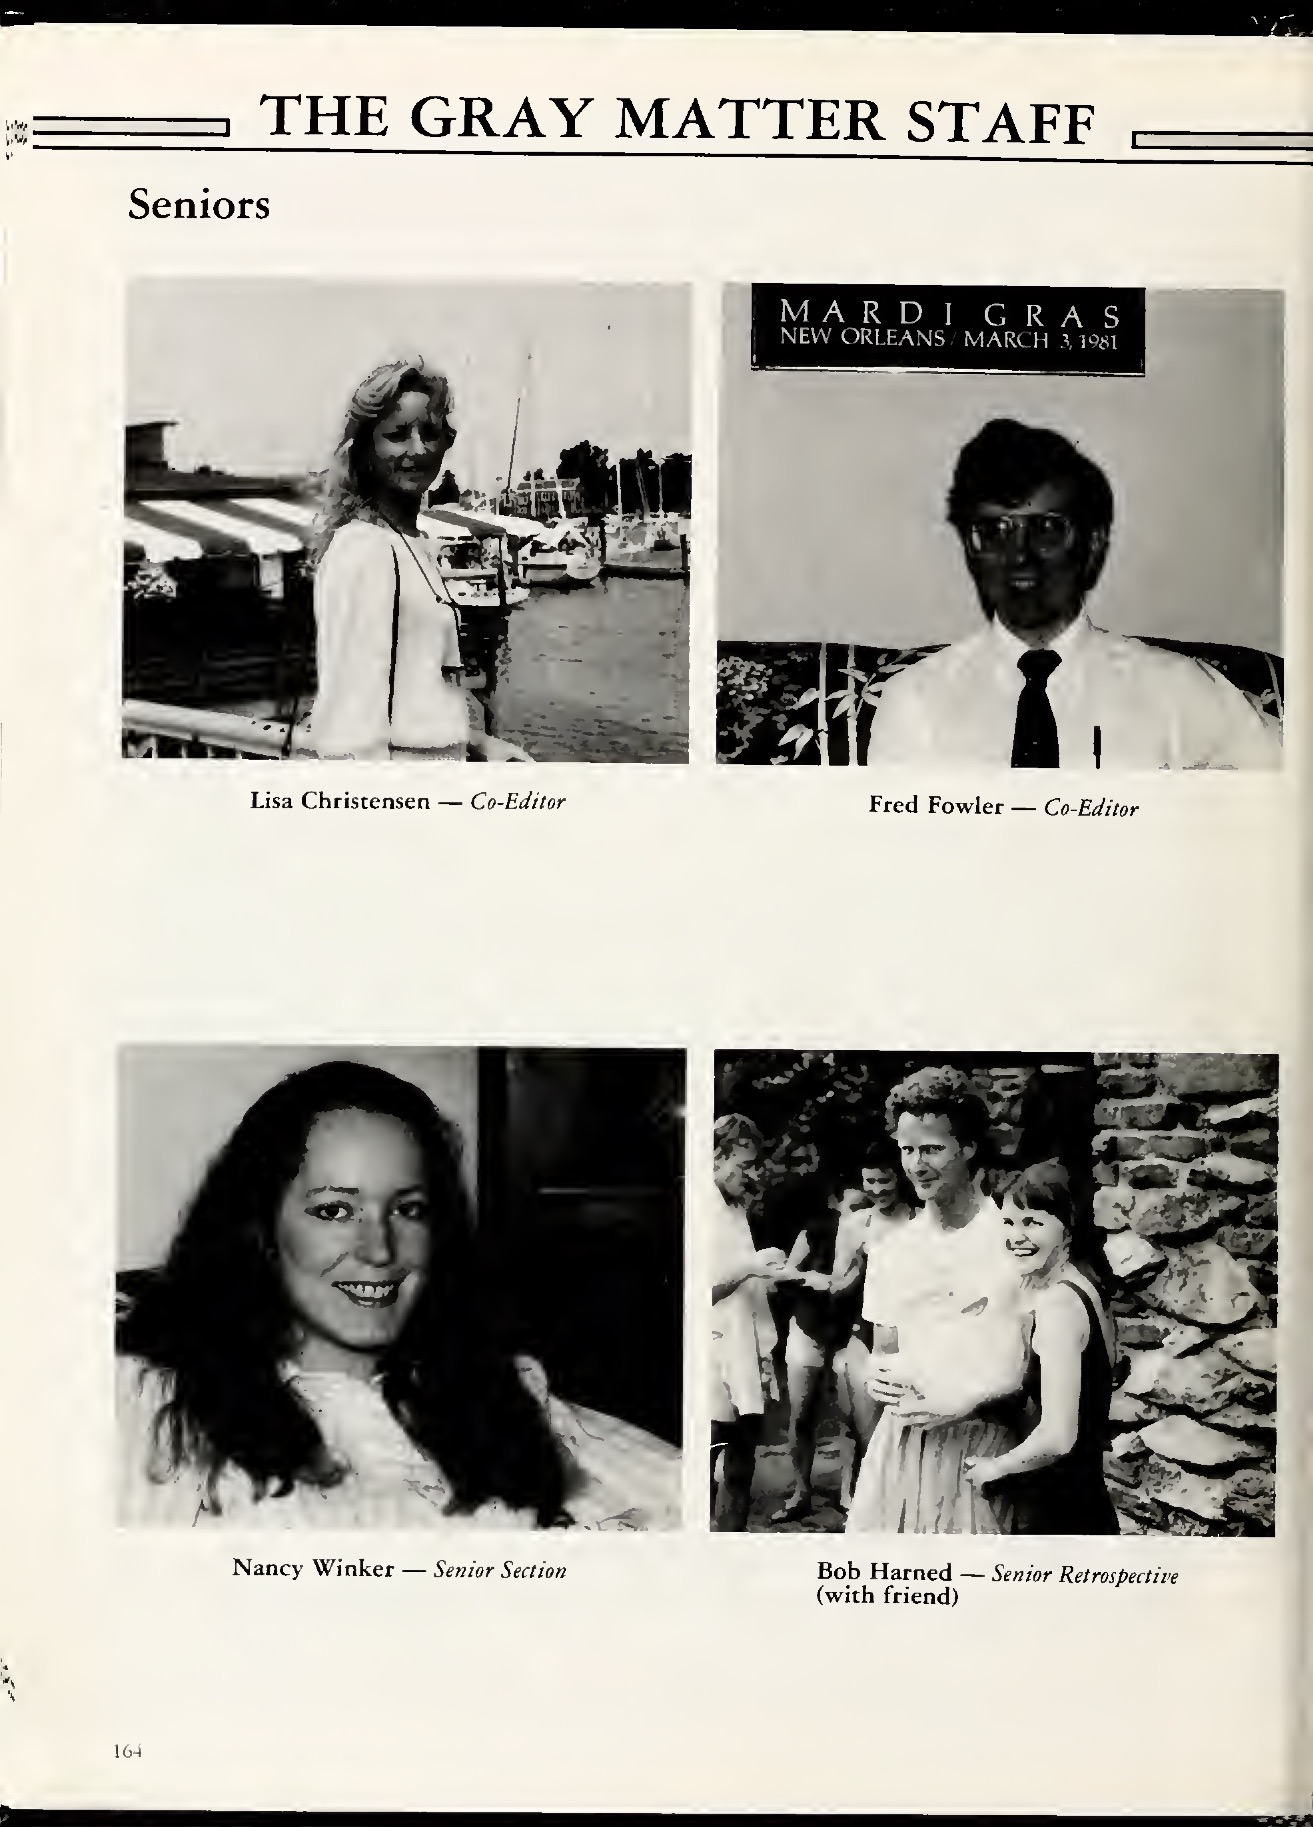 THE GRAY MATTER STAFF
Seniors
MARDI GRAS
NEW ORLEANS / MARCH 3, 1981
Lisa Christensen — Co-Editor
Fred Fowler — Co-Editor
Nancy Winker — Senior Section
Bob Harned — Senior Retrospective
(with friend)
164